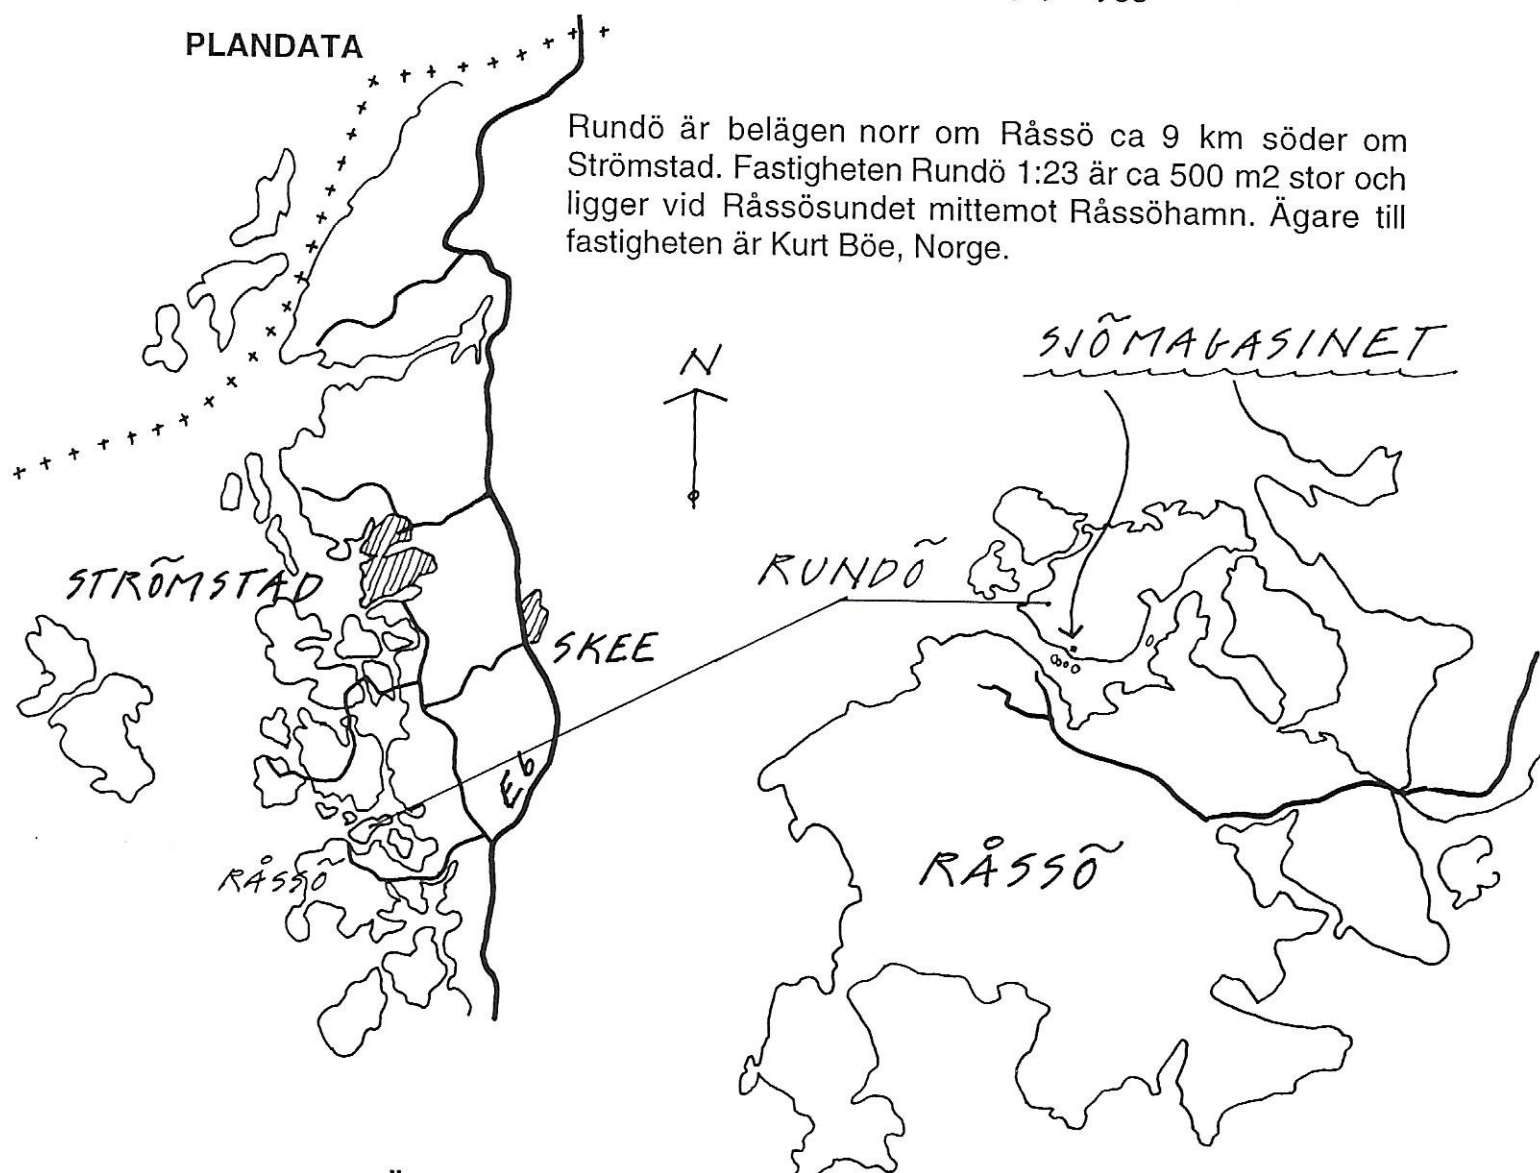 PLANDATA
Rundö är belägen norr om Råssö ca 9 km söder om
Strömstad. Fastigheten Rundö 1:23 är ca 500 m2 stor och
ligger vid Råssösundet mittemot Råssöhamn. Ägare till
fastigheten är Kurt Böe, Norge.
SJÖMAGASINET
N
RUNDÖ
STRÖMSTAD
SKEE
E6
RÅSSÖ
RÅSSÖ